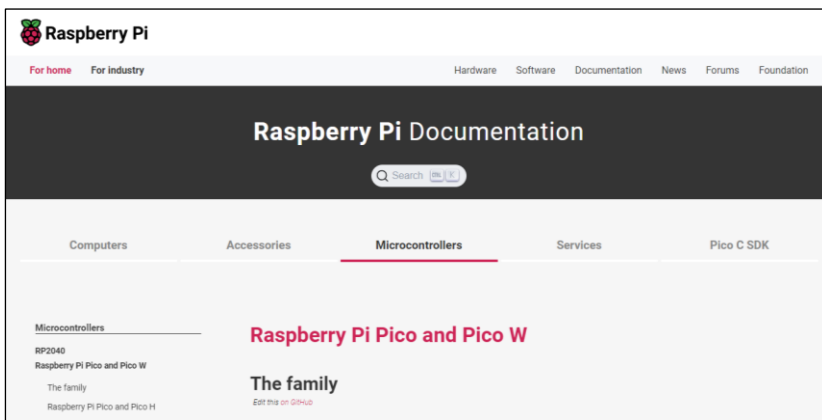 Raspberry Pi
For home For industry Hardware Software Documentation News Forums Foundation
Raspberry Pi Documentation
Search CTRL K
Computers Accessories Microcontrollers Services Pico C SDK
Microcontrollers
RP2040
Raspberry Pi Pico and Pico W
The family
Raspberry Pi Pico and Pico H
Raspberry Pi Pico and Pico W
The family
Edit this on GitHub